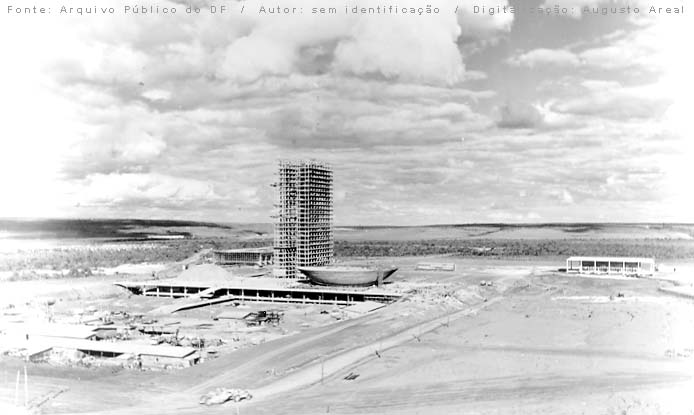 Fonte: Arquivo Público do DF / Autor: sem identificação / Digitalização: Augusto Areal